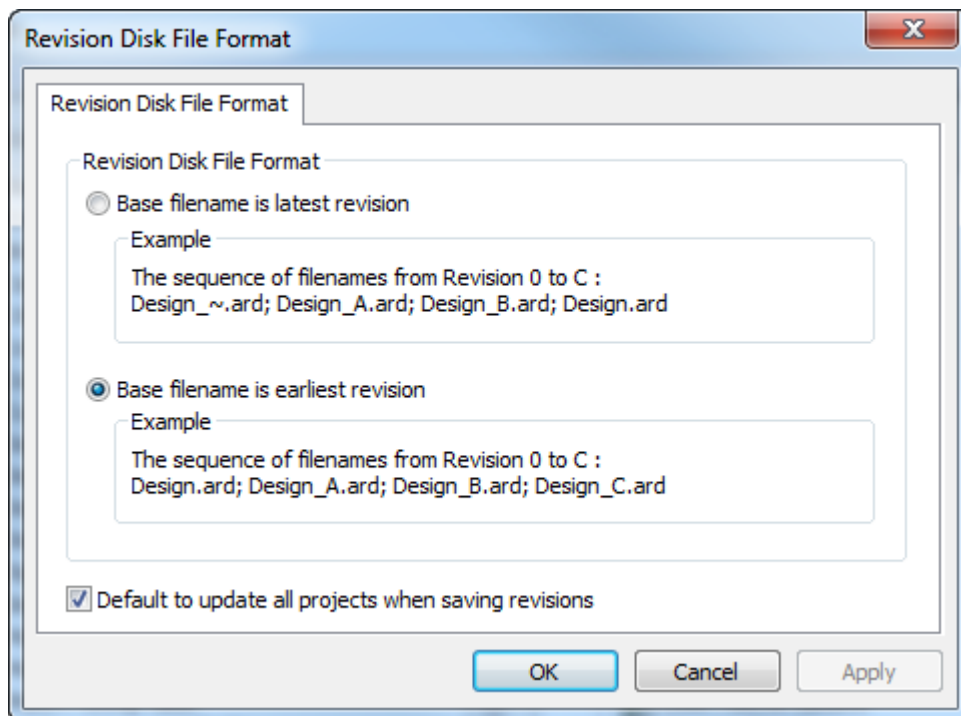 Revision Disk File Format
Revision Disk File Format
Revision Disk File Format
Base filename is latest revision
Example
The sequence of filenames from Revision 0 to C :
Design_~.ard; Design_A.ard; Design_B.ard; Design.ard
Base filename is earliest revision
Example
The sequence of filenames from Revision 0 to C :
Design.ard; Design_A.ard; Design_B.ard; Design_C.ard
Default to update all projects when saving revisions
OK Cancel Apply